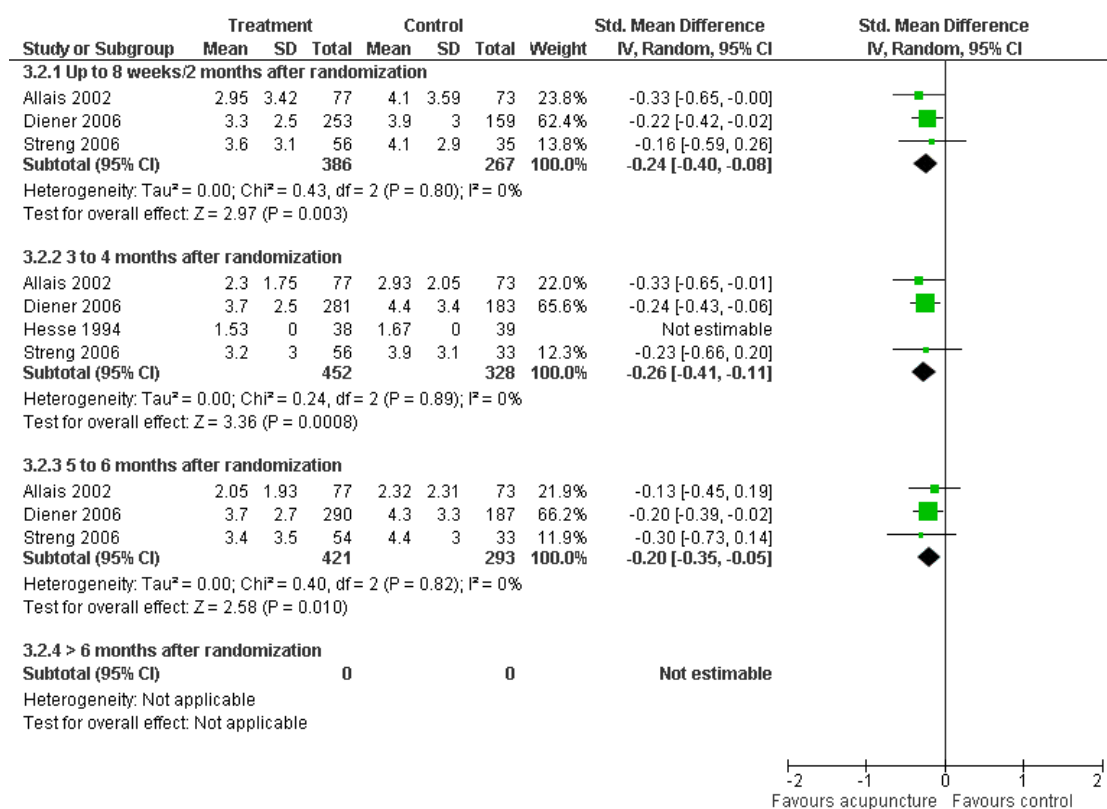 Treatment Control Std. Mean Difference Std. Mean Difference
Study or Subgroup Mean SD Total Mean SD Total Weight IV, Random, 95% CI IV, Random, 95% CI
3.2.1 Up to 8 weeks/2 months after randomization
Allais 2002 2.95 3.42 77 4.1 3.59 73 23.8% -0.33 [-0.65, -0.00]
Diener 2006 3.3 2.5 253 3.9 3 159 62.4% -0.22 [-0.42, -0.02]
Streng 2006 3.6 3.1 56 4.1 2.9 35 13.8% -0.16 [-0.59, 0.26]
Subtotal (95% CI) 386 267 100.0% -0.24 [-0.40, -0.08]
Heterogeneity: Tau² = 0.00; Chi² = 0.43, df = 2 (P = 0.80); I² = 0%
Test for overall effect: Z = 2.97 (P = 0.003)
3.2.2 3 to 4 months after randomization
Allais 2002 2.3 1.75 77 2.93 2.05 73 22.0% -0.33 [-0.65, -0.01]
Diener 2006 3.7 2.5 281 4.4 3.4 183 65.6% -0.24 [-0.43, -0.06]
Hesse 1994 1.53 0 38 1.67 0 39 Not estimable
Streng 2006 3.2 3 56 3.9 3.1 33 12.3% -0.23 [-0.66, 0.20]
Subtotal (95% CI) 452 328 100.0% -0.26 [-0.41, -0.11]
Heterogeneity: Tau² = 0.00; Chi² = 0.24, df = 2 (P = 0.89); I² = 0%
Test for overall effect: Z = 3.36 (P = 0.0008)
3.2.3 5 to 6 months after randomization
Allais 2002 2.05 1.93 77 2.32 2.31 73 21.9% -0.13 [-0.45, 0.19]
Diener 2006 3.7 2.7 290 4.3 3.3 187 66.2% -0.20 [-0.39, -0.02]
Streng 2006 3.4 3.5 54 4.4 3 33 11.9% -0.30 [-0.73, 0.14]
Subtotal (95% CI) 421 293 100.0% -0.20 [-0.35, -0.05]
Heterogeneity: Tau² = 0.00; Chi² = 0.40, df = 2 (P = 0.82); I² = 0%
Test for overall effect: Z = 2.58 (P = 0.010)
3.2.4 > 6 months after randomization
Subtotal (95% CI) 0 0 Not estimable
Heterogeneity: Not applicable
Test for overall effect: Not applicable
-2 -1 0 1 2
Favours acupuncture Favours control